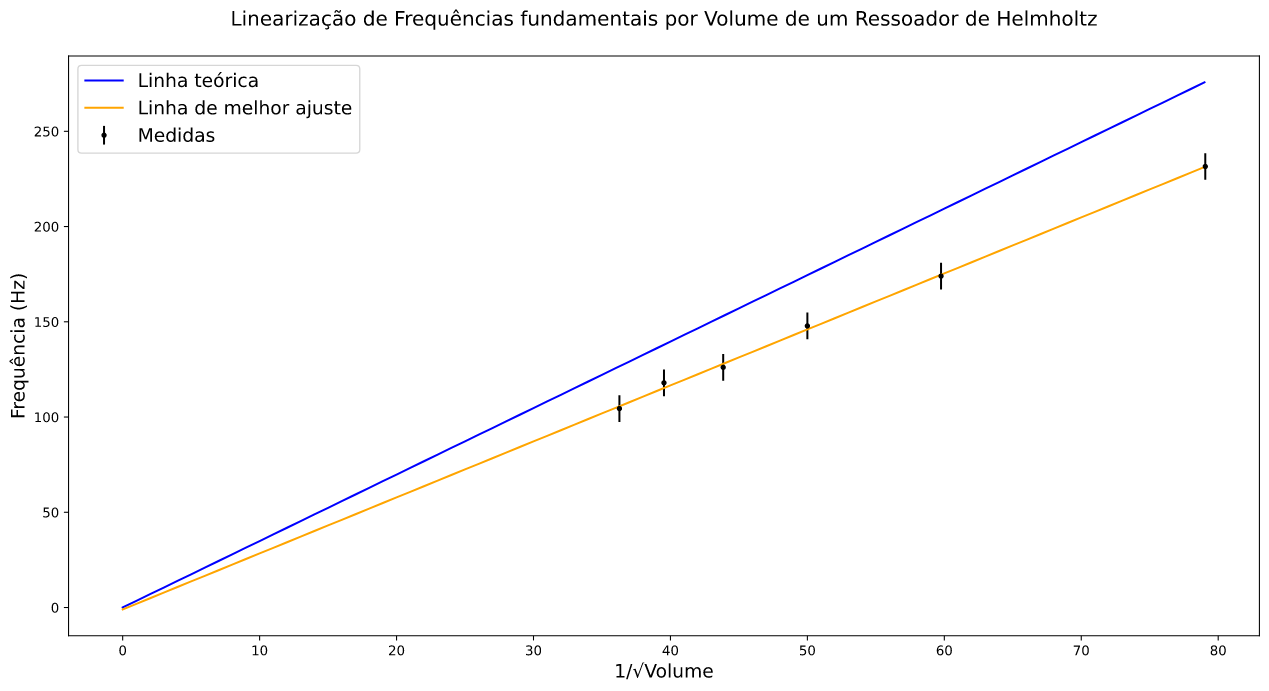 Linearização de Frequências fundamentais por Volume de um Ressoador de Helmholtz
Linha teórica
Linha de melhor ajuste
Medidas
Frequência (Hz)
250
200
150
100
50
0
0 10 20 30 40 50 60 70 80
1/√Volume